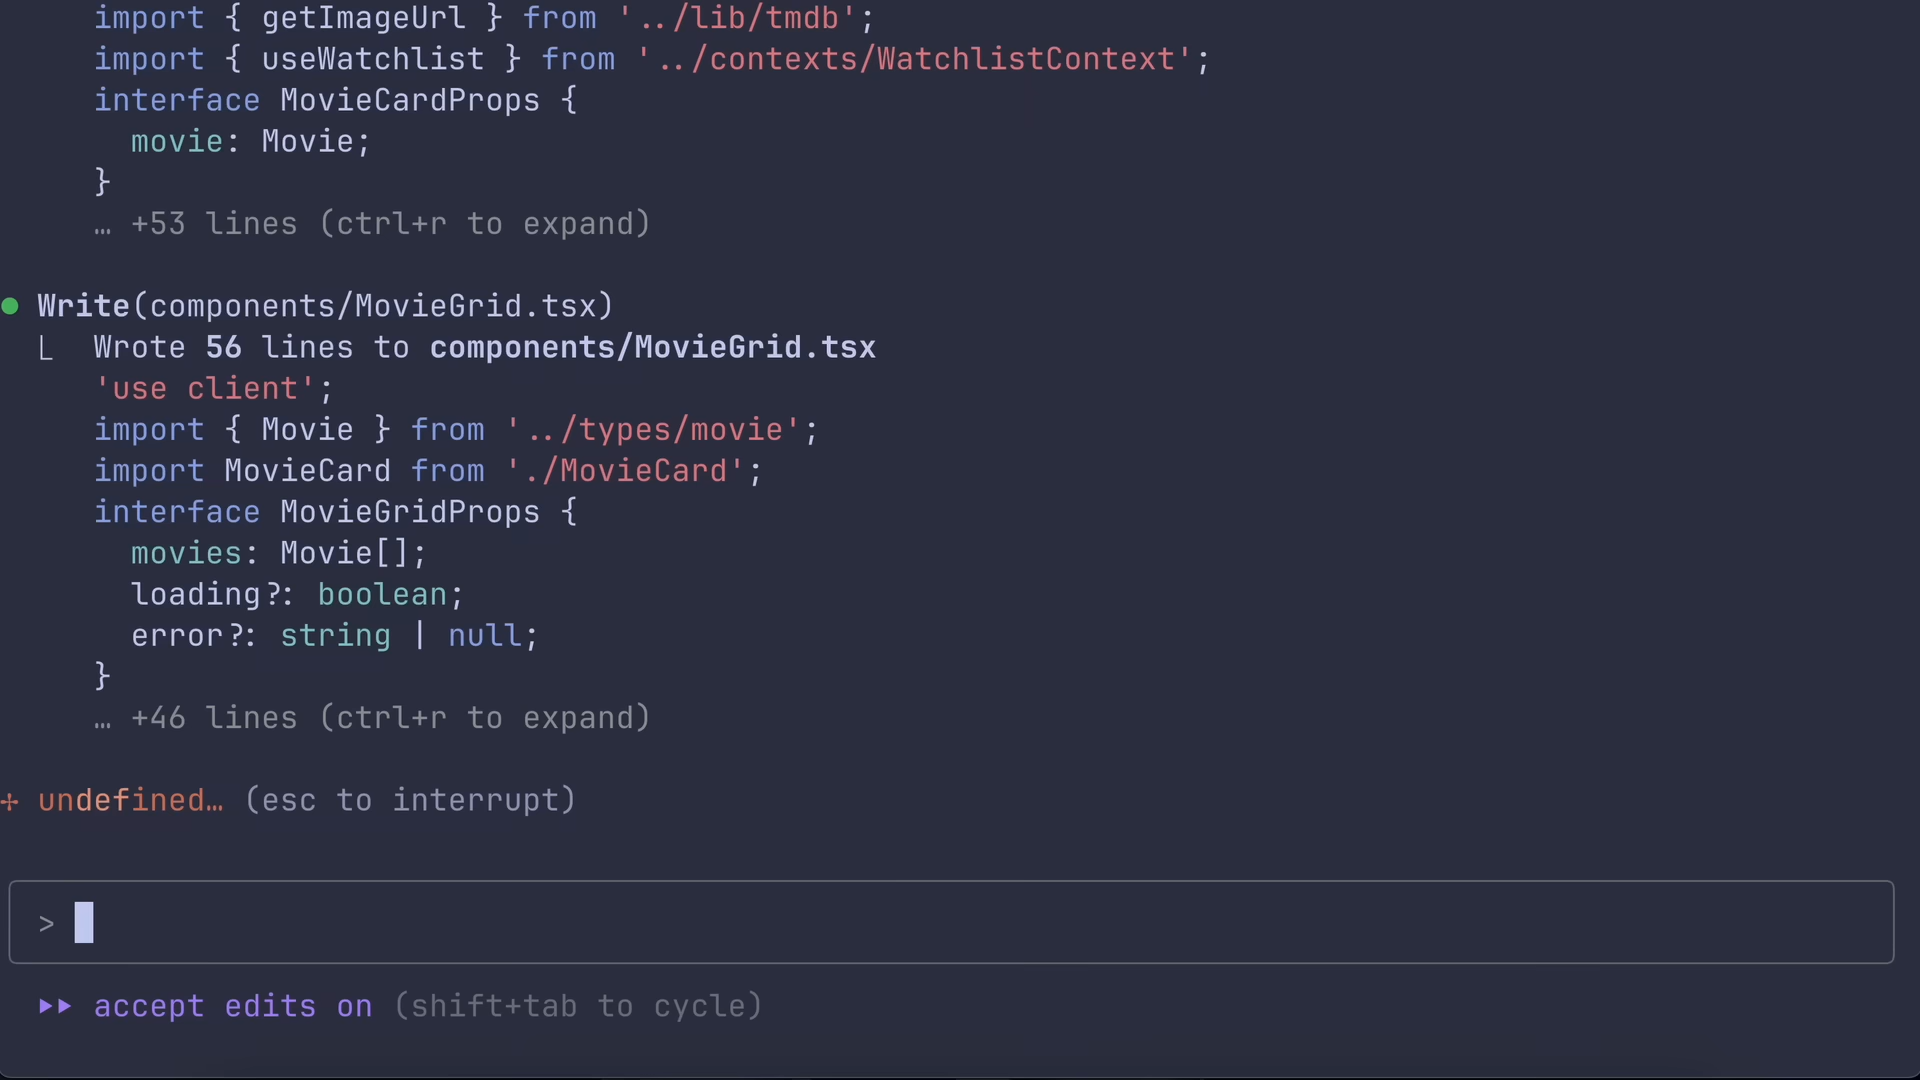 import { getImageUrl } from '../lib/tmdb';
import { useWatchlist } from '../contexts/WatchlistContext';
interface MovieCardProps {
  movie: Movie;
}
… +53 lines (ctrl+r to expand)
● Write(components/MovieGrid.tsx)
⎿  Wrote 56 lines to components/MovieGrid.tsx
'use client';
import { Movie } from '../types/movie';
import MovieCard from './MovieCard';
interface MovieGridProps {
  movies: Movie[];
  loading?: boolean;
  error?: string | null;
}
… +46 lines (ctrl+r to expand)
✢ undefined… (esc to interrupt)
>
⏵⏵ accept edits on (shift+tab to cycle)